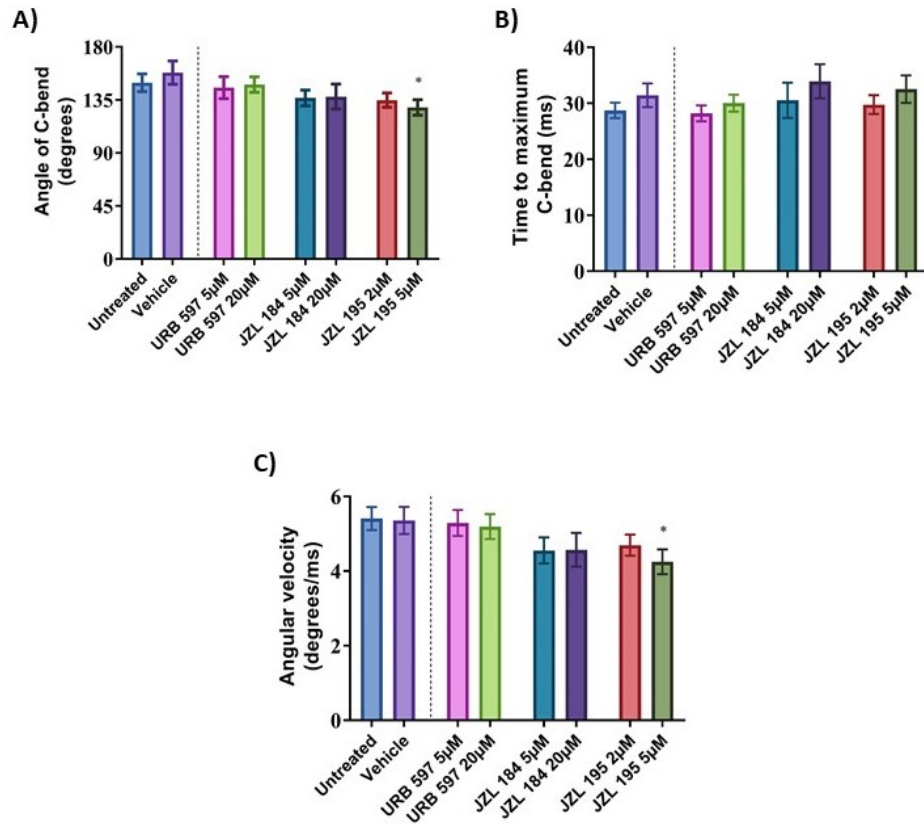 A)
Angle of C-bend
(degrees)
180
135
90
45
0
*
Untreated
Vehicle
URB 597 5µM
URB 597 20µM
JZL 184 5µM
JZL 184 20µM
JZL 195 2µM
JZL 195 5µM
B)
Time to maximum
C-bend (ms)
40
30
20
10
0
Untreated
Vehicle
URB 597 5µM
URB 597 20µM
JZL 184 5µM
JZL 184 20µM
JZL 195 2µM
JZL 195 5µM
C)
Angular velocity
(degrees/ms)
6
4
2
0
*
Untreated
Vehicle
URB 597 5µM
URB 597 20µM
JZL 184 5µM
JZL 184 20µM
JZL 195 2µM
JZL 195 5µM